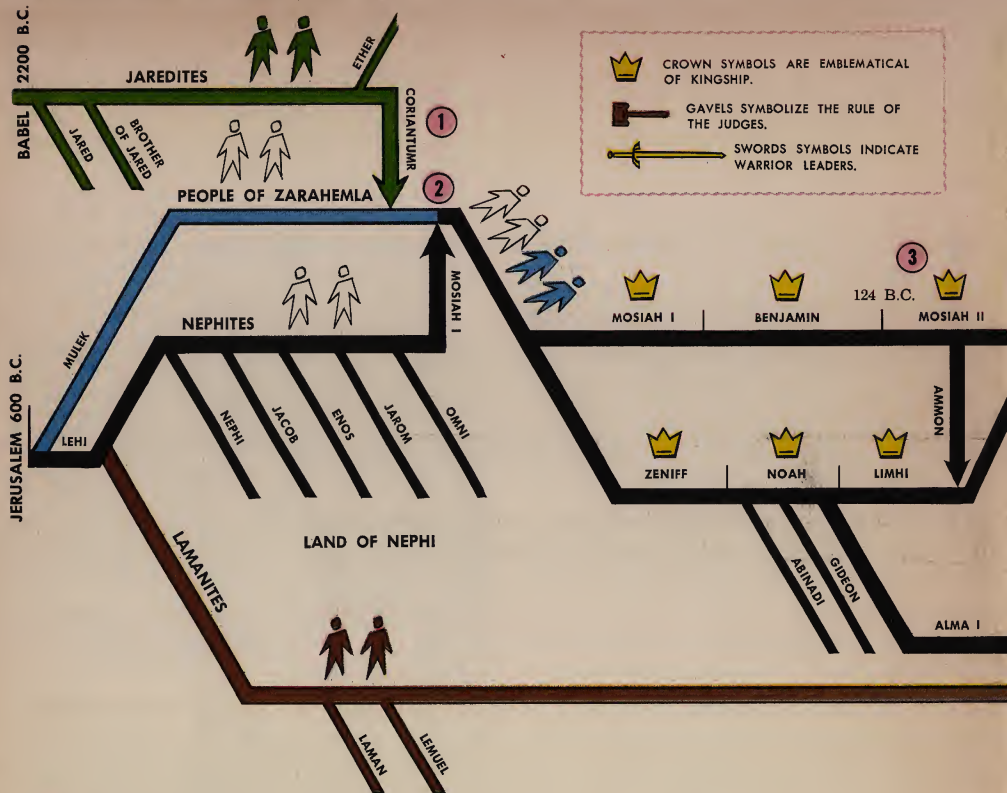 BABEL 2200 B.C.
JAREDITES
ETHER
JARED
BROTHER
OF JARED
CORIANTUMR
1
2
PEOPLE OF ZARAHEMLA
CROWN SYMBOLS ARE EMBLEMATICAL
OF KINGSHIP.
GAVELS SYMBOLIZE THE RULE OF
THE JUDGES.
SWORDS SYMBOLS INDICATE
WARRIOR LEADERS.
3
124 B.C.
MOSIAH I
BENJAMIN
MOSIAH II
MULEK
NEPHITES
MOSIAH I
JERUSALEM 600 B.C.
LEHI
NEPHI
JACOB
ENOS
JAROM
OMNI
AMMON
ZENIFF
NOAH
LIMHI
LAND OF NEPHI
ABINADI
GIDEON
ALMA I
LAMANITES
LAMAN
LEMUEL